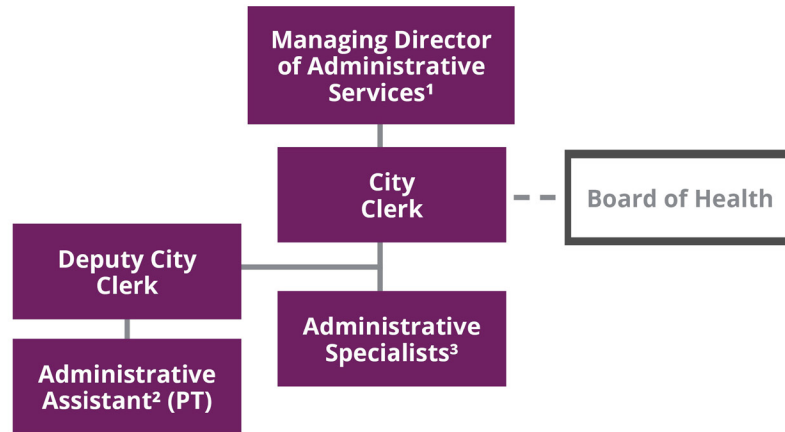 Managing Director
of Administrative
Services¹
City
Clerk
Board of Health
Deputy City
Clerk
Administrative
Specialists³
Administrative
Assistant² (PT)